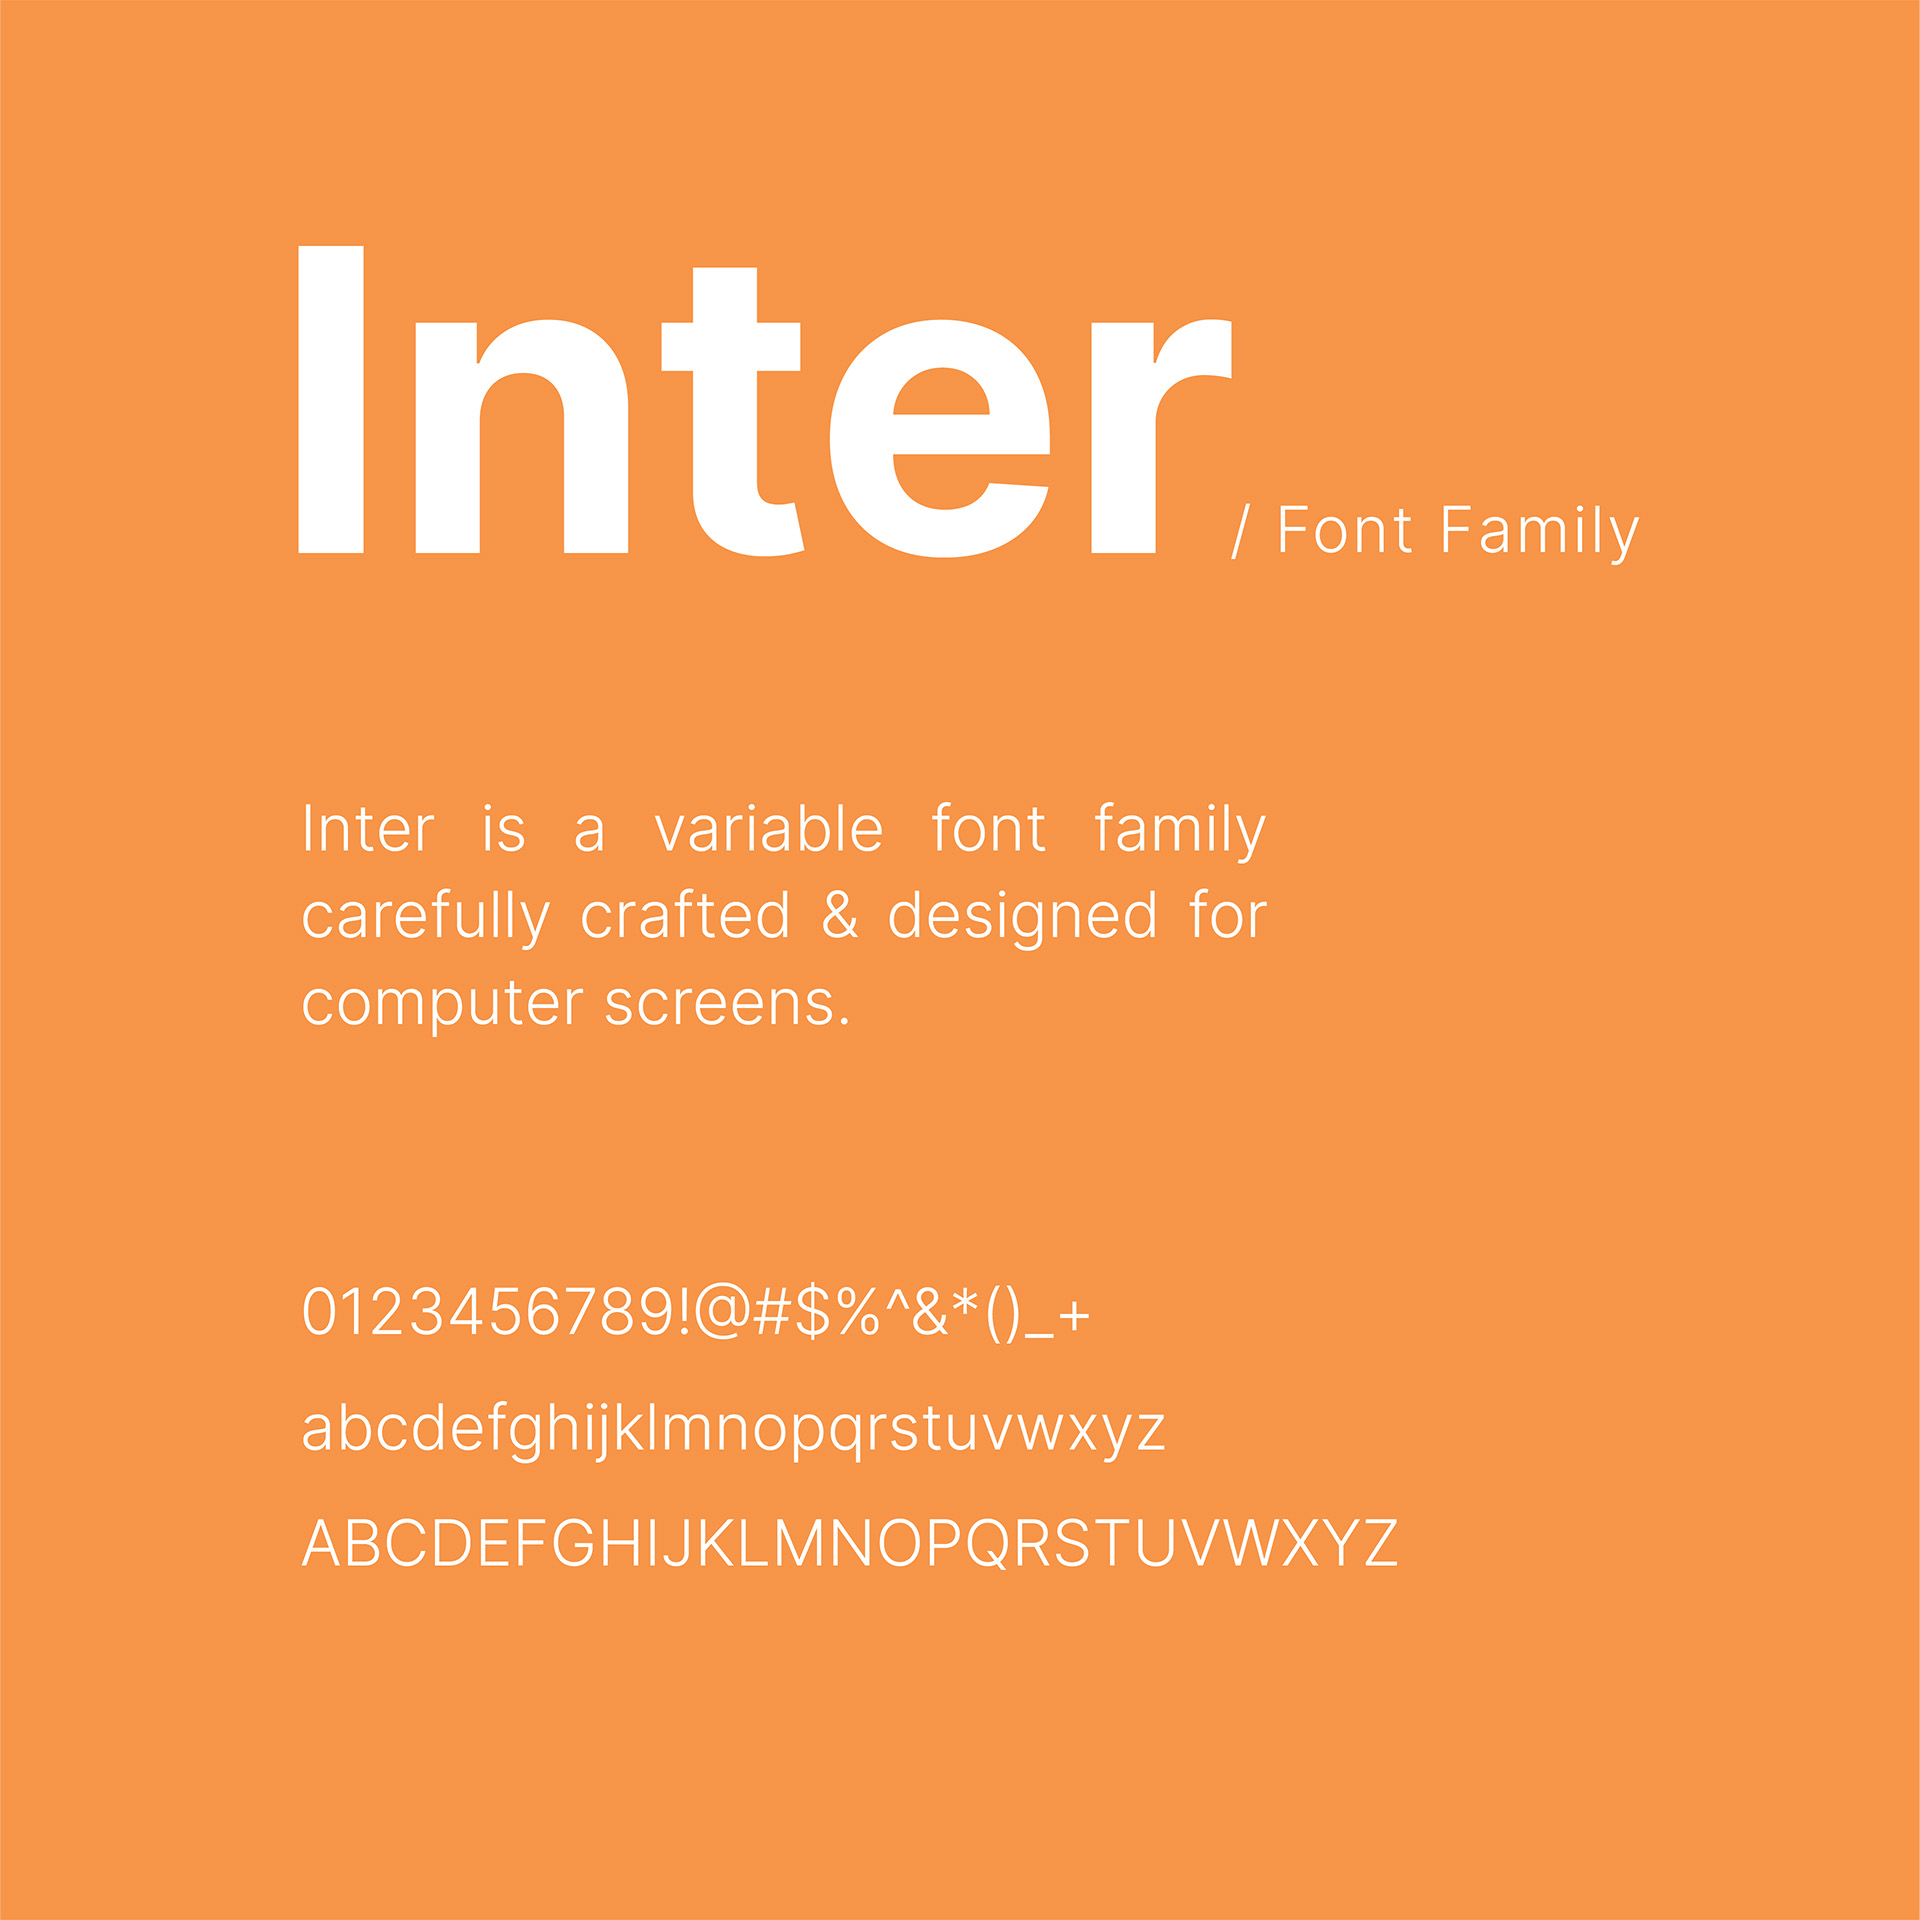 Inter / Font Family
Inter is a variable font family
carefully crafted & designed for
computer screens.
0123456789!@#$%^&*()_+
abcdefghijklmnopqrstuvwxyz
ABCDEFGHIJKLMNOPQRSTUVWXYZ